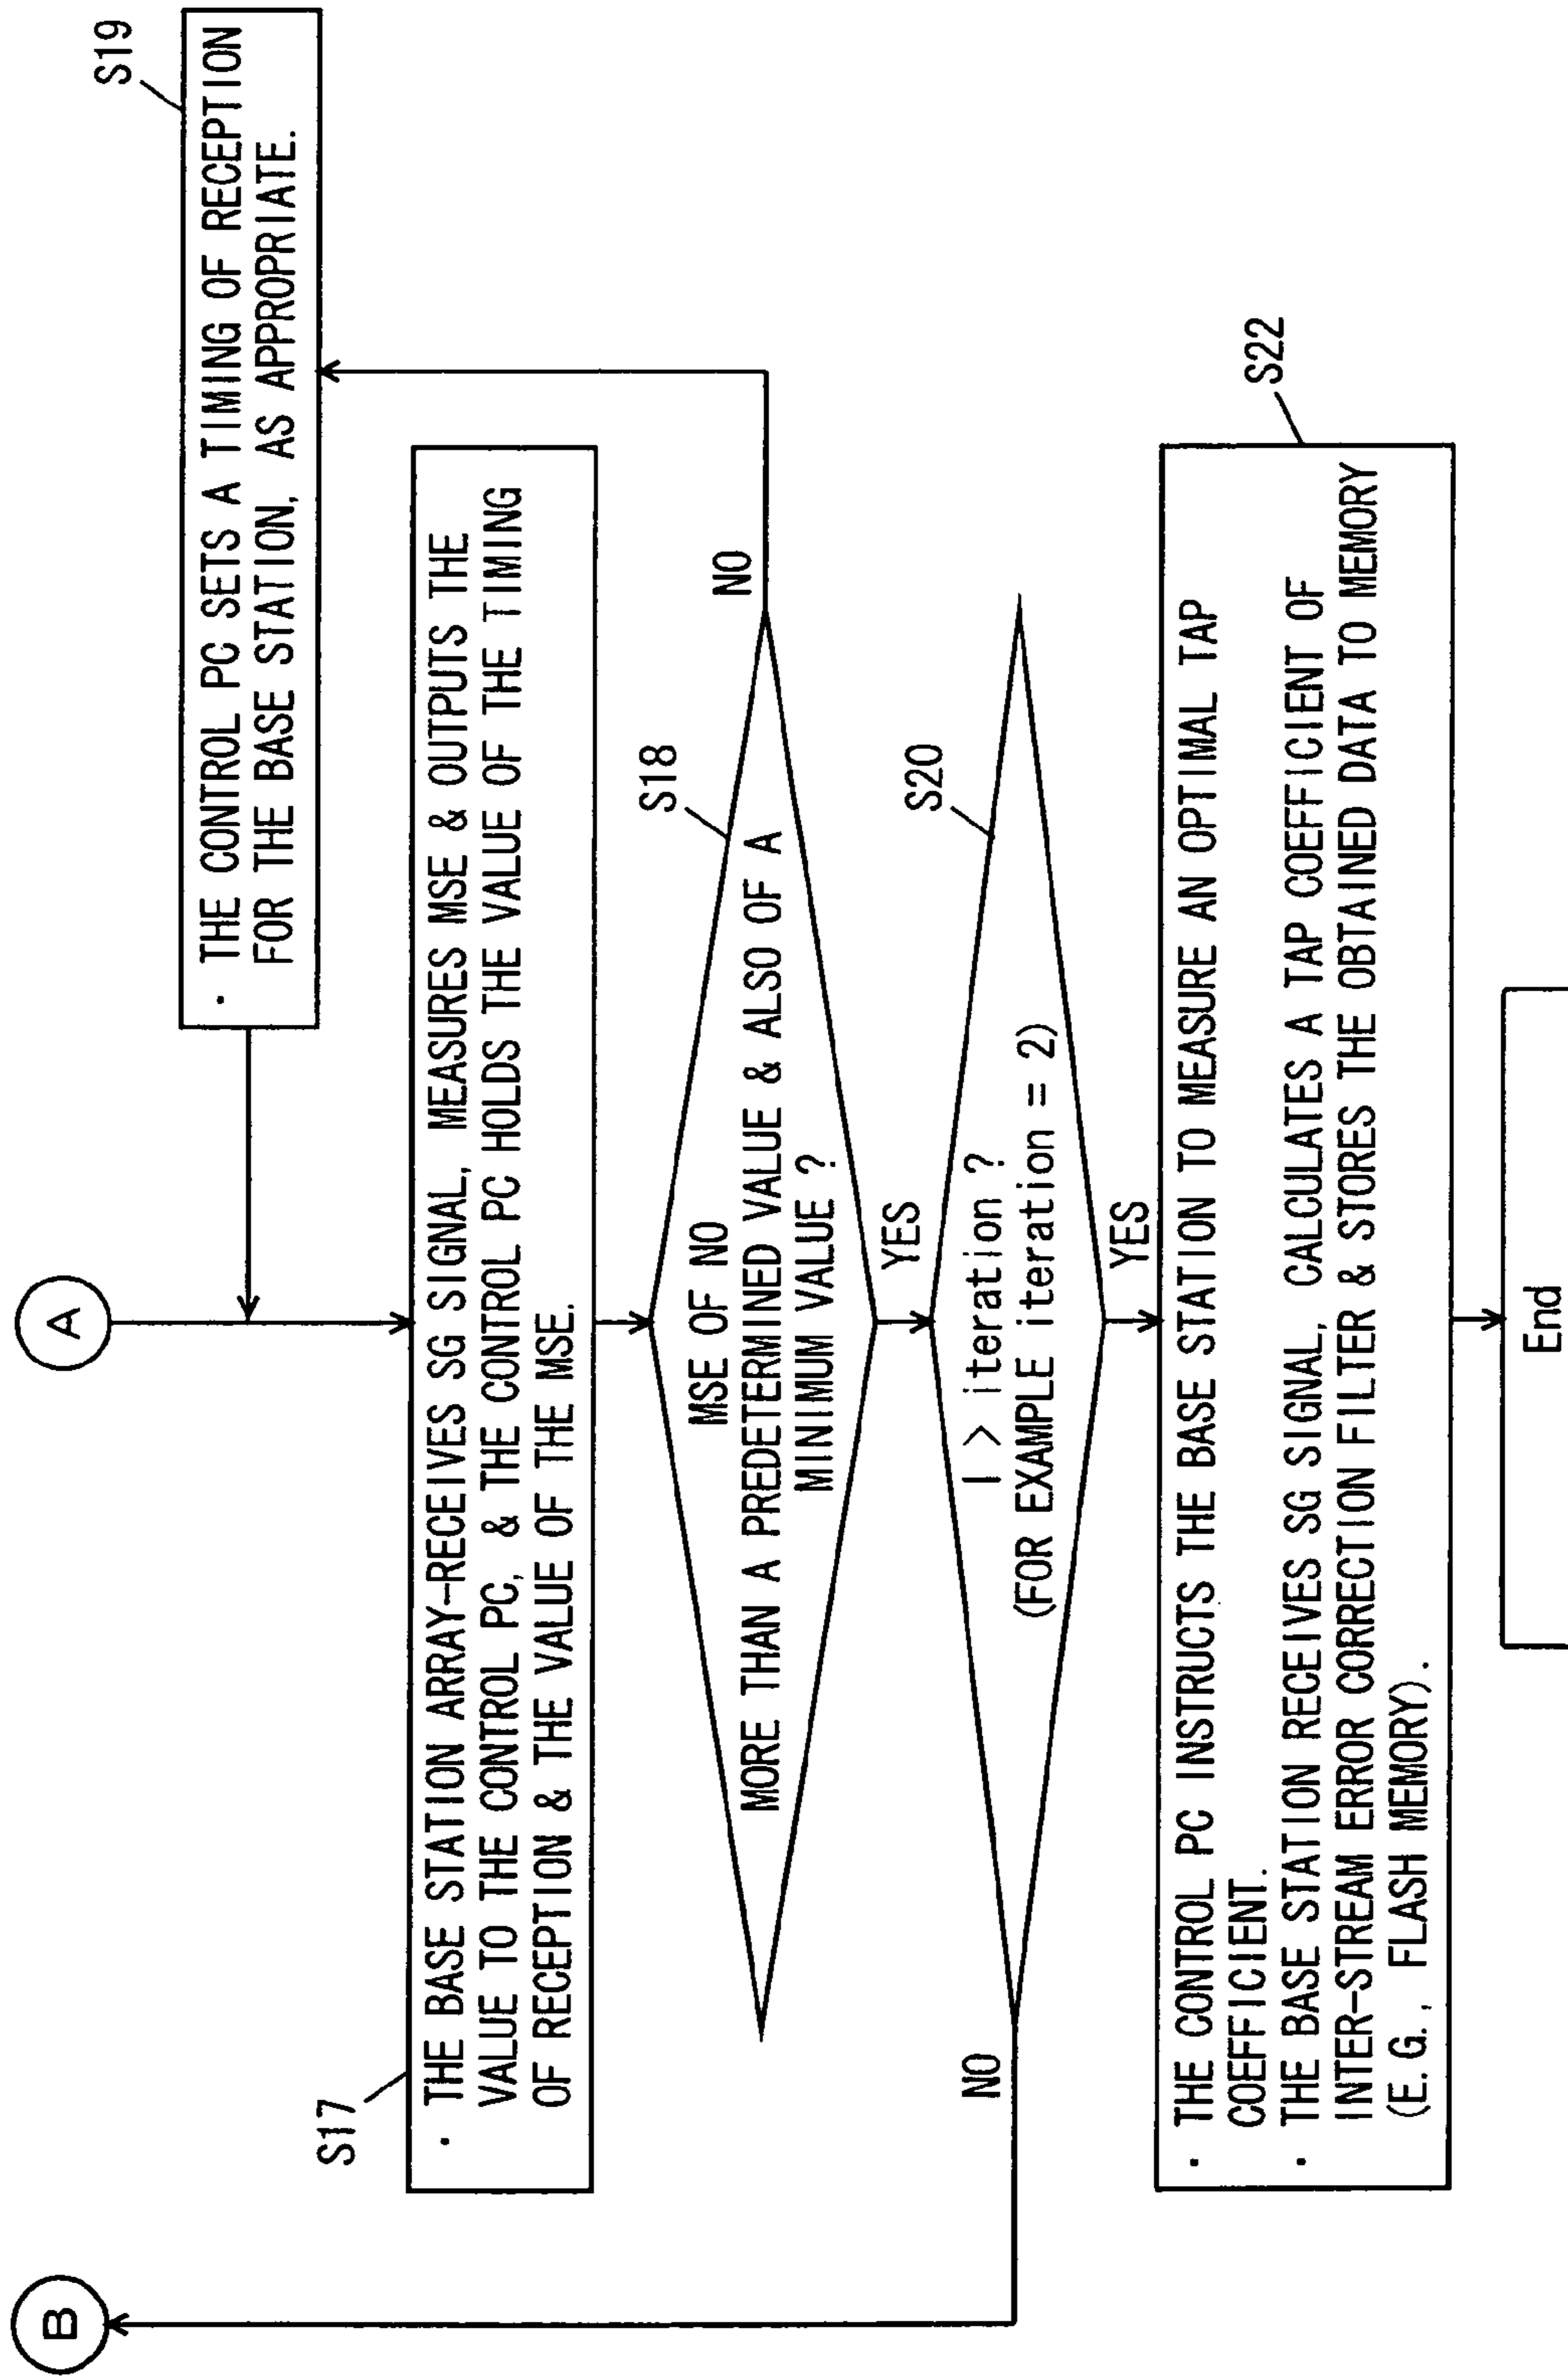 B
A
S19
· THE CONTROL PC SETS A TIMING OF RECEPTION
FOR THE BASE STATION, AS APPROPRIATE.
S17
· THE BASE STATION ARRAY-RECEIVES SG SIGNAL, MEASURES MSE & OUTPUTS THE
VALUE TO THE CONTROL PC, & THE CONTROL PC HOLDS THE VALUE OF THE TIMING
OF RECEPTION & THE VALUE OF THE MSE.
S18
MSE OF NO
MORE THAN A PREDETERMINED VALUE & ALSO OF A
MINIMUM VALUE ?
NO
YES
S20
I > iteration ?
(FOR EXAMPLE iteration = 2)
NO
YES
S22
· THE CONTROL PC INSTRUCTS THE BASE STATION TO MEASURE AN OPTIMAL TAP
COEFFICIENT.
· THE BASE STATION RECEIVES SG SIGNAL, CALCULATES A TAP COEFFICIENT OF
INTER-STREAM ERROR CORRECTION FILTER & STORES THE OBTAINED DATA TO MEMORY
(E.G., FLASH MEMORY).
End